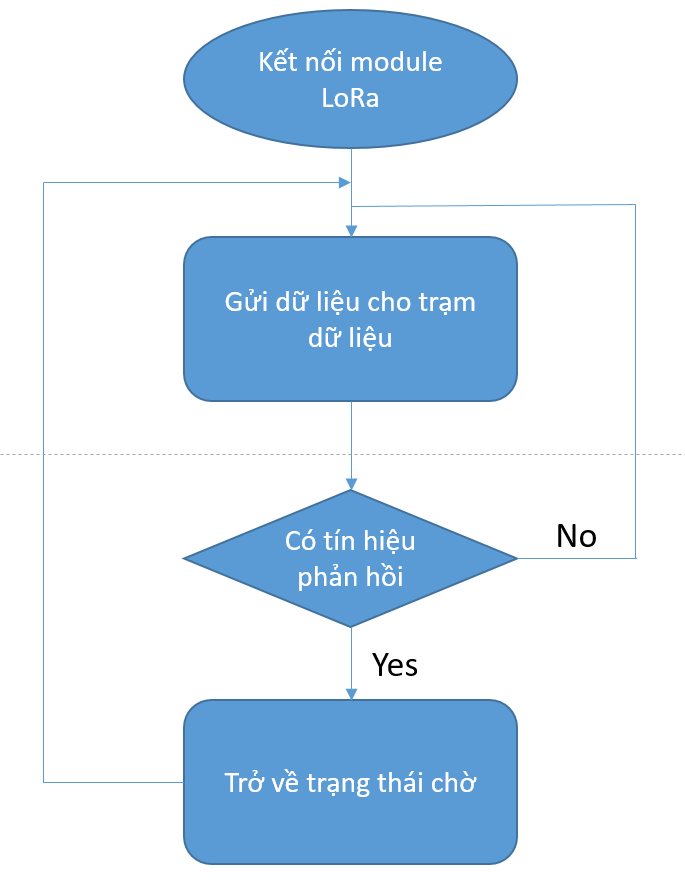 Kết nối module
LoRa
Gửi dữ liệu cho trạm
dữ liệu
Có tín hiệu
phản hồi
No
Yes
Trở về trạng thái chờ